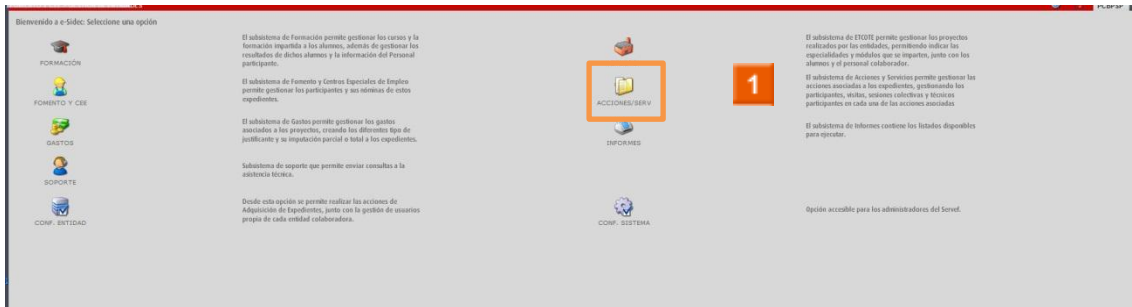 Bienvenido a e-Sidec: Seleccione una opción
FORMACIÓN
El subsistema de Formación permite gestionar los cursos y la
formación impartida a los alumnos, además de gestionar los
resultados de dichos alumnos y la información del Personal
participante.
El subsistema de ETCOTE permite gestionar los proyectos
realizados por las entidades, permitiendo indicar las
especialidades y módulos que se imparten, junto con los
alumnos y el personal colaborador.
FOMENTO Y CEE
El subsistema de Fomento y Centros Especiales de Empleo
permite gestionar los participantes y sus nóminas de estos
expedientes.
ACCIONES/SERV
1
El subsistema de Acciones y Servicios permite gestionar las
acciones asociadas a los expedientes, gestionando los
participantes, visitas, sesiones colectivas y técnicos
participantes en cada una de las acciones asociadas
GASTOS
El subsistema de Gastos permite gestionar los gastos
asociados a los proyectos, creando los diferentes tipo de
justificante y su imputación parcial o total a los expedientes.
INFORMES
El subsistema de Informes contiene los listados disponibles
para ejecutar.
SOPORTE
Subsistema de soporte que permite enviar consultas a la
asistencia técnica.
CONF. ENTIDAD
Desde esta opción se permite realizar las acciones de
Adquisición de Expedientes, junto con la gestión de usuarios
propia de cada entidad colaboradora.
CONF. SISTEMA
Opción accesible para los administradores del Servef.